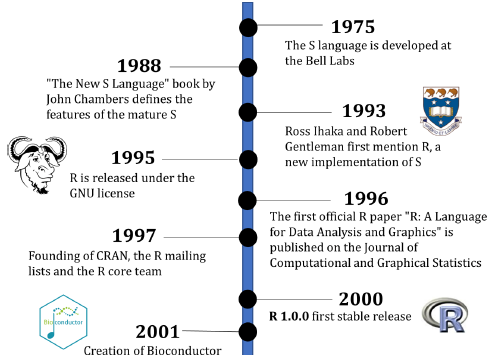 1975
The S language is developed at
the Bell Labs
1988
"The New S Language" book by
John Chambers defines the
features of the mature S
1993
Ross Ihaka and Robert
Gentleman first mention R, a
new implementation of S
1995
R is released under the
GNU license
1996
The first official R paper "R: A Language
for Data Analysis and Graphics" is
published on the Journal of
Computational and Graphical Statistics
1997
Founding of CRAN, the R mailing
lists and the R core team
2000
R 1.0.0 first stable release
R
Bioconductor
2001
Creation of Bioconductor